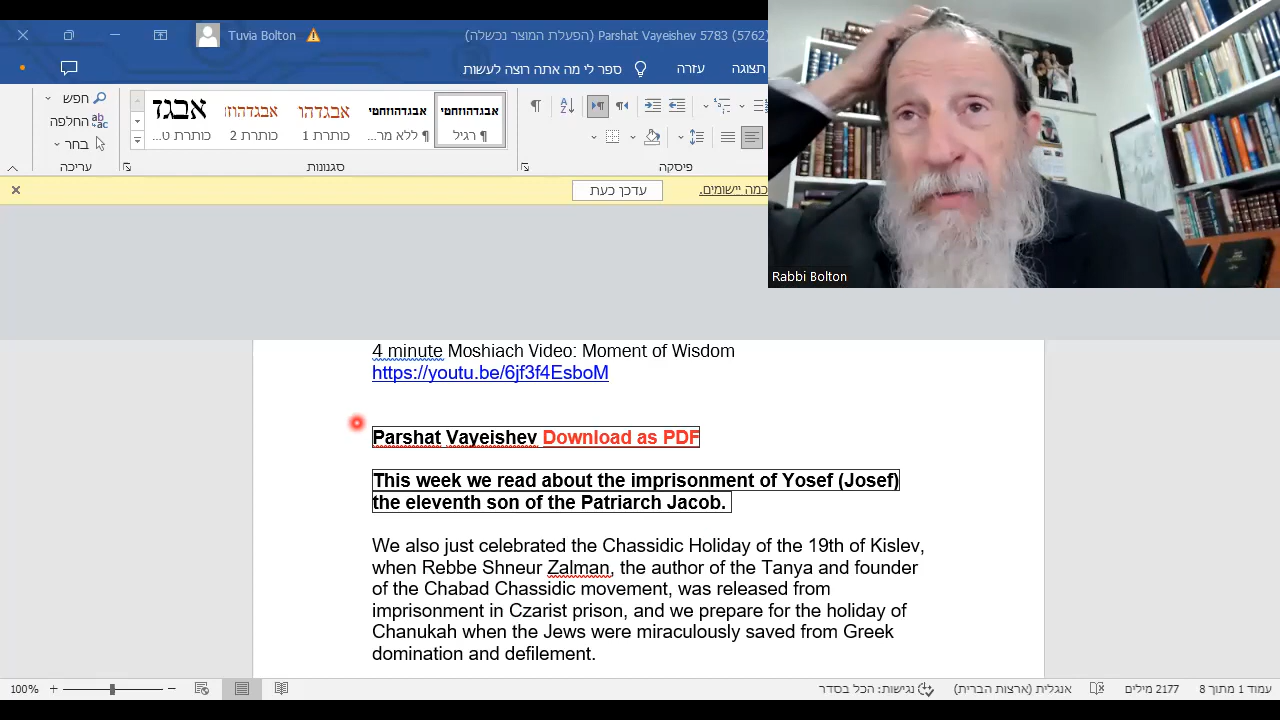 Tuvia Bolton
Parshat Vayeishev 5783 (5762) (הפעלת המוצר נכשלה)
תצוגה
עזרה
ספר לי מה אתה רוצה לעשות
חפש
החלפה
בחר
עריכה
אבגד
אבגדהוזחו
אבגדהו
אבגדהוזחטי
אבגדהוזחטי
כותרת ט...
כותרת 2
כותרת 1
ללא מר...
רגיל
סגנונות
פיסקה
כמה יישומים.
עדכן כעת
Rabbi Bolton
4 minute Moshiach Video: Moment of Wisdom
https://youtu.be/6jf3f4EsboM
Parshat Vayeishev Download as PDF
This week we read about the imprisonment of Yosef (Josef)
the eleventh son of the Patriarch Jacob.
We also just celebrated the Chassidic Holiday of the 19th of Kislev,
when Rebbe Shneur Zalman, the author of the Tanya and founder
of the Chabad Chassidic movement, was released from
imprisonment in Czarist prison, and we prepare for the holiday of
Chanukah when the Jews were miraculously saved from Greek
domination and defilement.
עמוד 1 מתוך 8
2177 מילים
אנגלית (ארצות הברית)
נגישות: הכל בסדר
100%